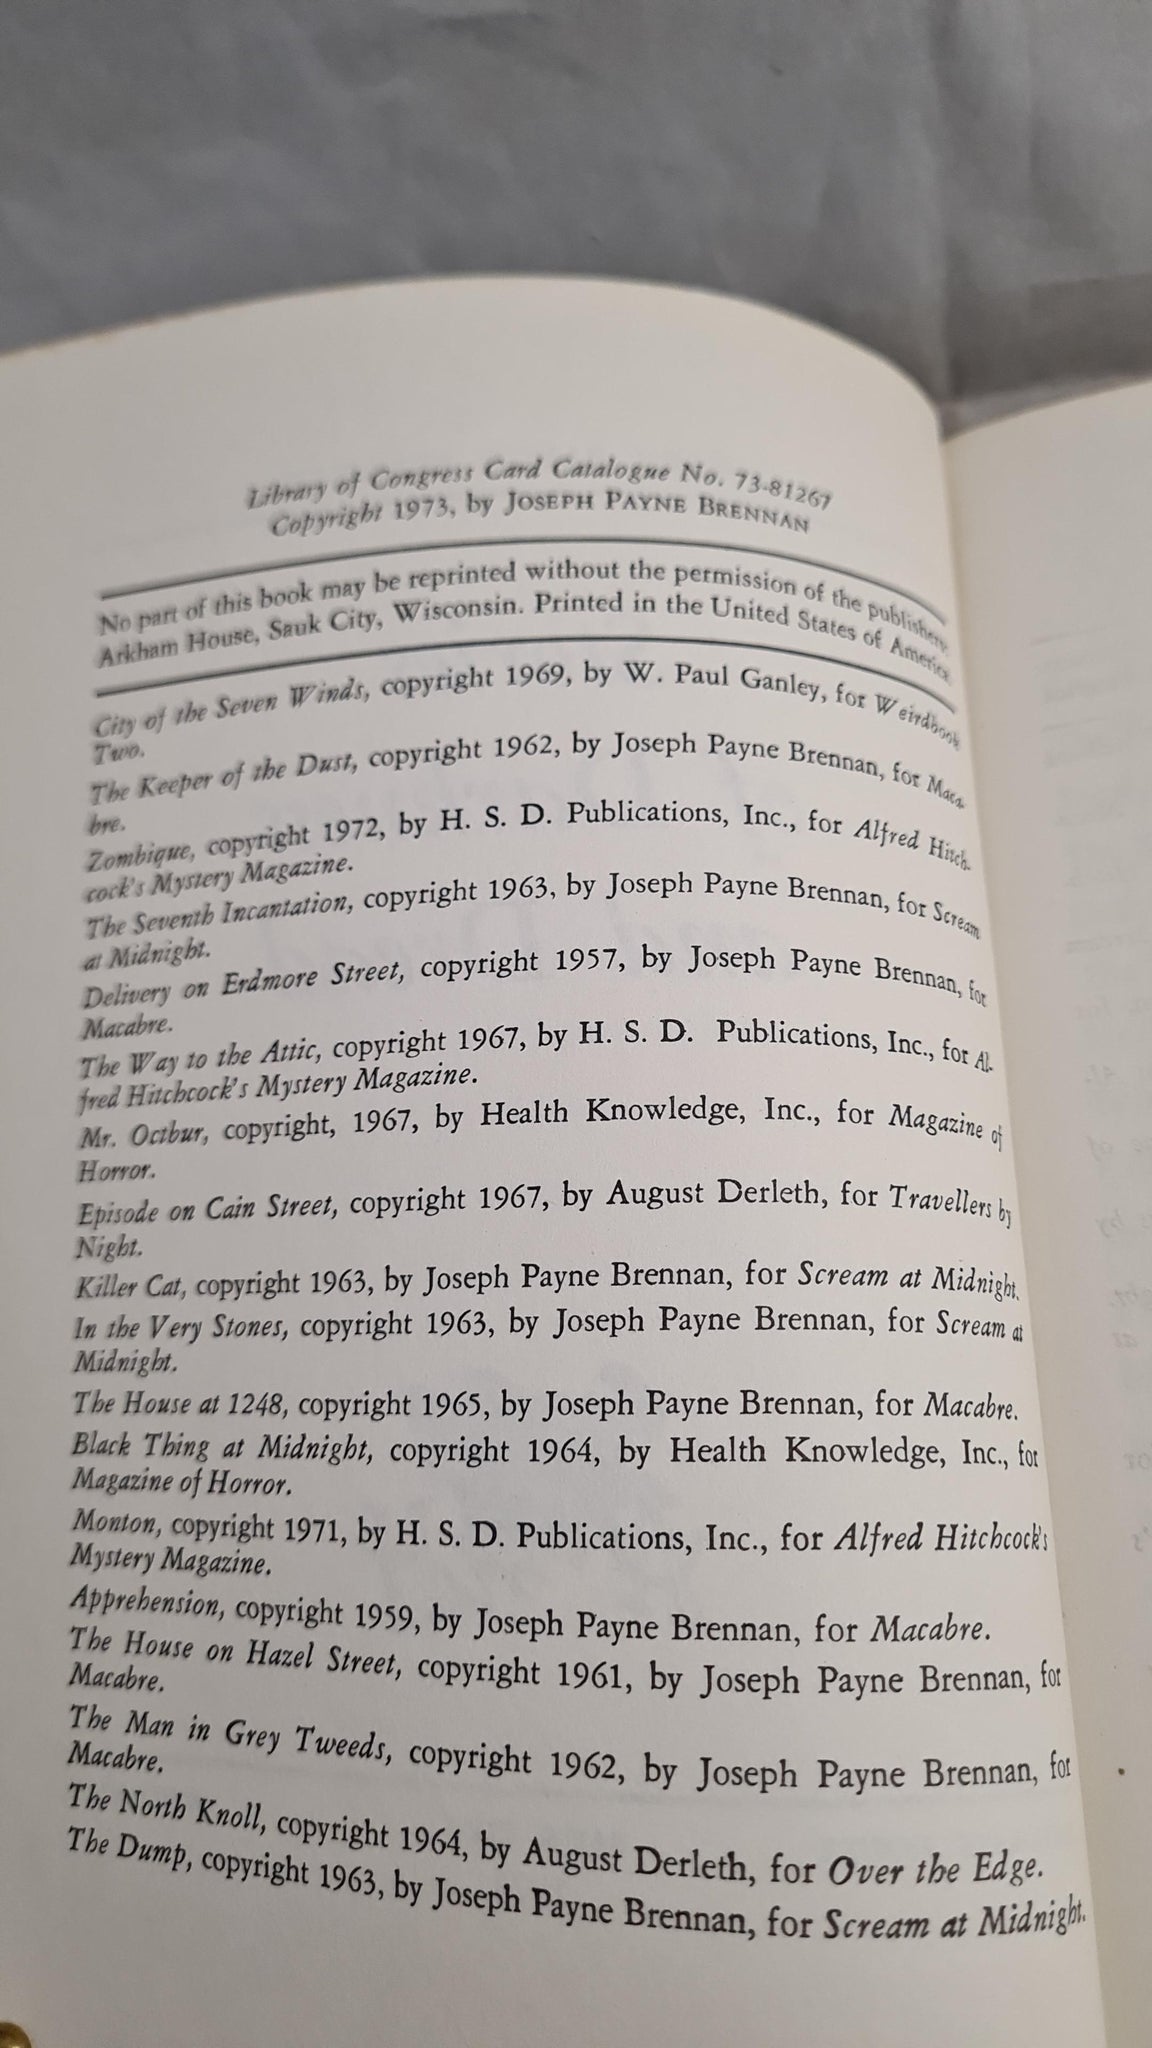 Library of Congress Card Catalogue No. 73-81267
Copyright 1973, by JOSEPH PAYNE BRENNAN
No part of this book may be reprinted without the permission of the publishers:
Arkham House, Sauk City, Wisconsin. Printed in the United States of America.
City of the Seven Winds, copyright 1969, by W. Paul Ganley, for Weirdbook
Two.
The Keeper of the Dust, copyright 1962, by Joseph Payne Brennan, for Maca-
bre.
Zombique, copyright 1972, by H. S. D. Publications, Inc., for Alfred Hitch-
cock's Mystery Magazine.
The Seventh Incantation, copyright 1963, by Joseph Payne Brennan, for Scream
at Midnight.
Delivery on Erdmore Street, copyright 1957, by Joseph Payne Brennan, for
Macabre.
The Way to the Attic, copyright 1967, by H. S. D. Publications, Inc., for Al-
fred Hitchcock's Mystery Magazine.
Mr. Octbur, copyright, 1967, by Health Knowledge, Inc., for Magazine of
Horror.
Episode on Cain Street, copyright 1967, by August Derleth, for Travellers by
Night.
Killer Cat, copyright 1963, by Joseph Payne Brennan, for Scream at Midnight.
In the Very Stones, copyright 1963, by Joseph Payne Brennan, for Scream at
Midnight.
The House at 1248, copyright 1965, by Joseph Payne Brennan, for Macabre.
Black Thing at Midnight, copyright 1964, by Health Knowledge, Inc., for
Magazine of Horror.
Monton, copyright 1971, by H. S. D. Publications, Inc., for Alfred Hitchcock's
Mystery Magazine.
Apprehension, copyright 1959, by Joseph Payne Brennan, for Macabre.
The House on Hazel Street, copyright 1961, by Joseph Payne Brennan, for
Macabre.
The Man in Grey Tweeds, copyright 1962, by Joseph Payne Brennan, for
Macabre.
The North Knoll, copyright 1964, by August Derleth, for Over the Edge.
The Dump, copyright 1963, by Joseph Payne Brennan, for Scream at Midnight.